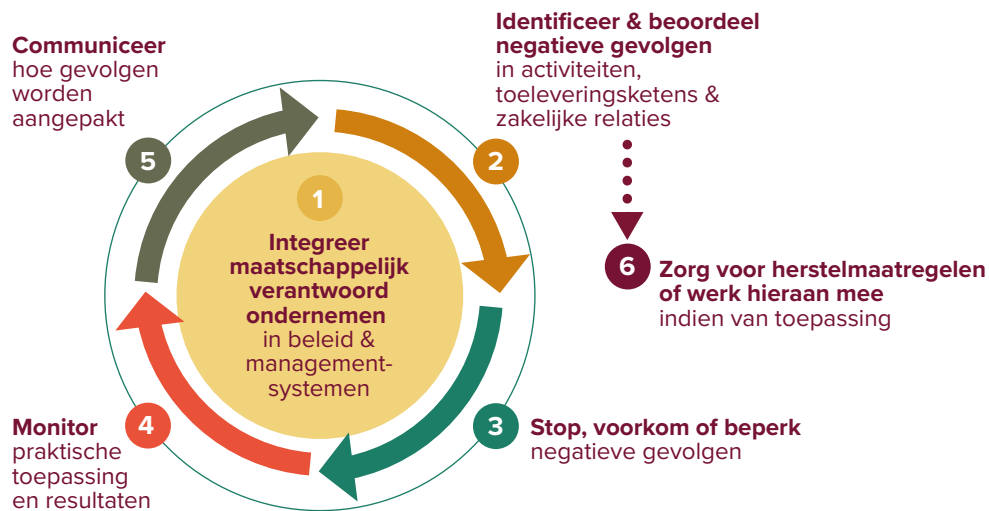 1
Integreer
maatschappelijk
verantwoord
ondernemen
in beleid &
management-
systemen
2
Identificeer & beoordeel
negatieve gevolgen
in activiteiten,
toeleveringsketens &
zakelijke relaties
3
Stop, voorkom of beperk
negatieve gevolgen
4
Monitor
praktische
toepassing
en resultaten
5
Communiceer
hoe gevolgen
worden
aangepakt
6
Zorg voor herstelmaatregelen
of werk hieraan mee
indien van toepassing